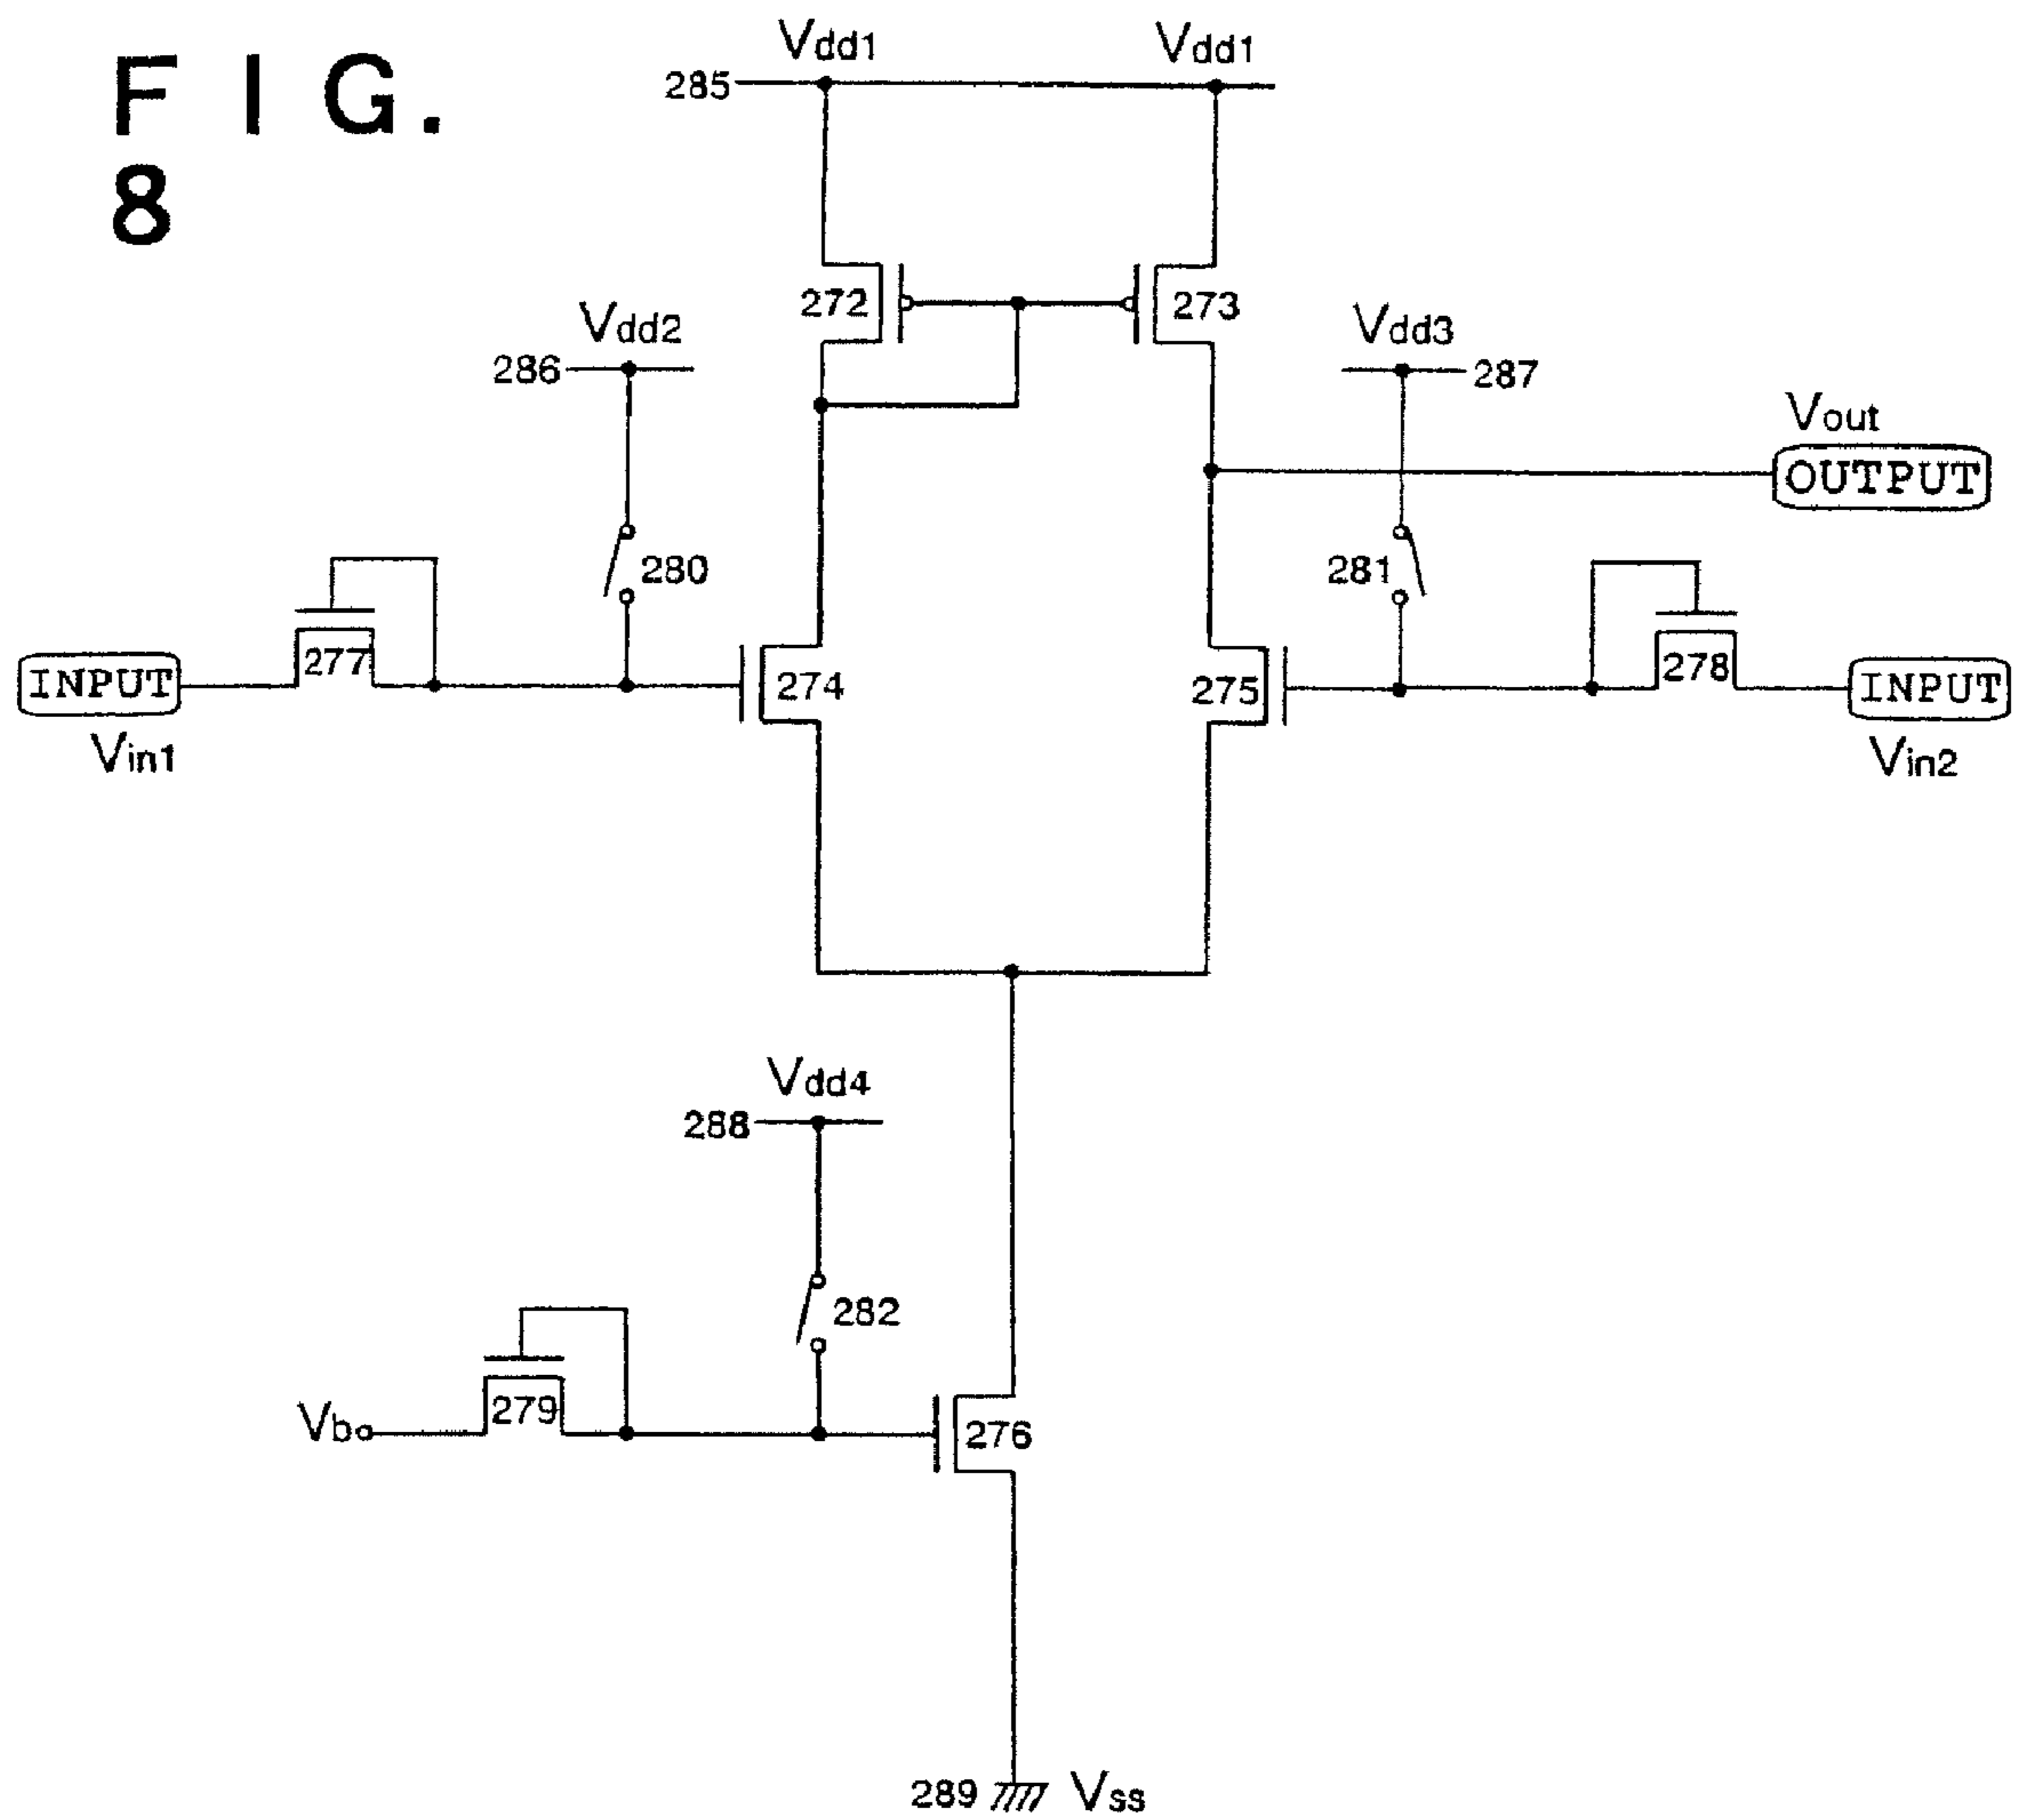 FIG.
8
Vdd1
Vdd1
285
272
273
Vdd2
286
Vdd3
287
Vout
OUTPUT
280
281
277
INPUT
Vin1
274
275
278
INPUT
Vin2
Vdd4
288
282
279
Vb
276
289
Vss